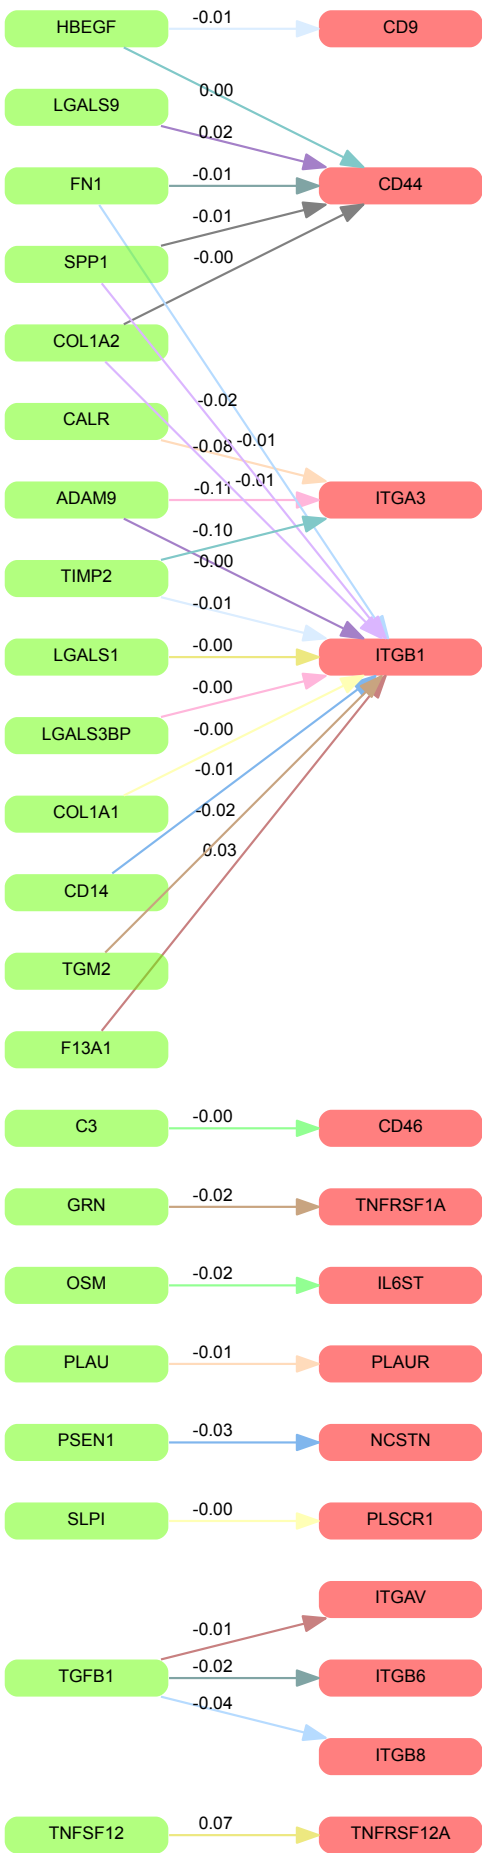 HBEGF -0.01 CD9
0.00
LGALS9
0.02
FN1 -0.01 CD44
-0.01
SPP1 -0.00
COL1A2
-0.02
CALR
-0.01
-0.08
-0.01
ADAM9 -0.11 ITGA3
-0.10
TIMP2 -0.00
-0.01
LGALS1 -0.00 ITGB1
-0.00
LGALS3BP -0.00
-0.01
COL1A1 -0.02
0.03
CD14
TGM2
F13A1
C3 -0.00 CD46
GRN -0.02 TNFRSF1A
OSM -0.02 IL6ST
PLAU -0.01 PLAUR
PSEN1 -0.03 NCSTN
SLPI -0.00 PLSCR1
ITGAV
-0.01
TGFB1 -0.02 ITGB6
-0.04
ITGB8
TNFSF12 0.07 TNFRSF12A